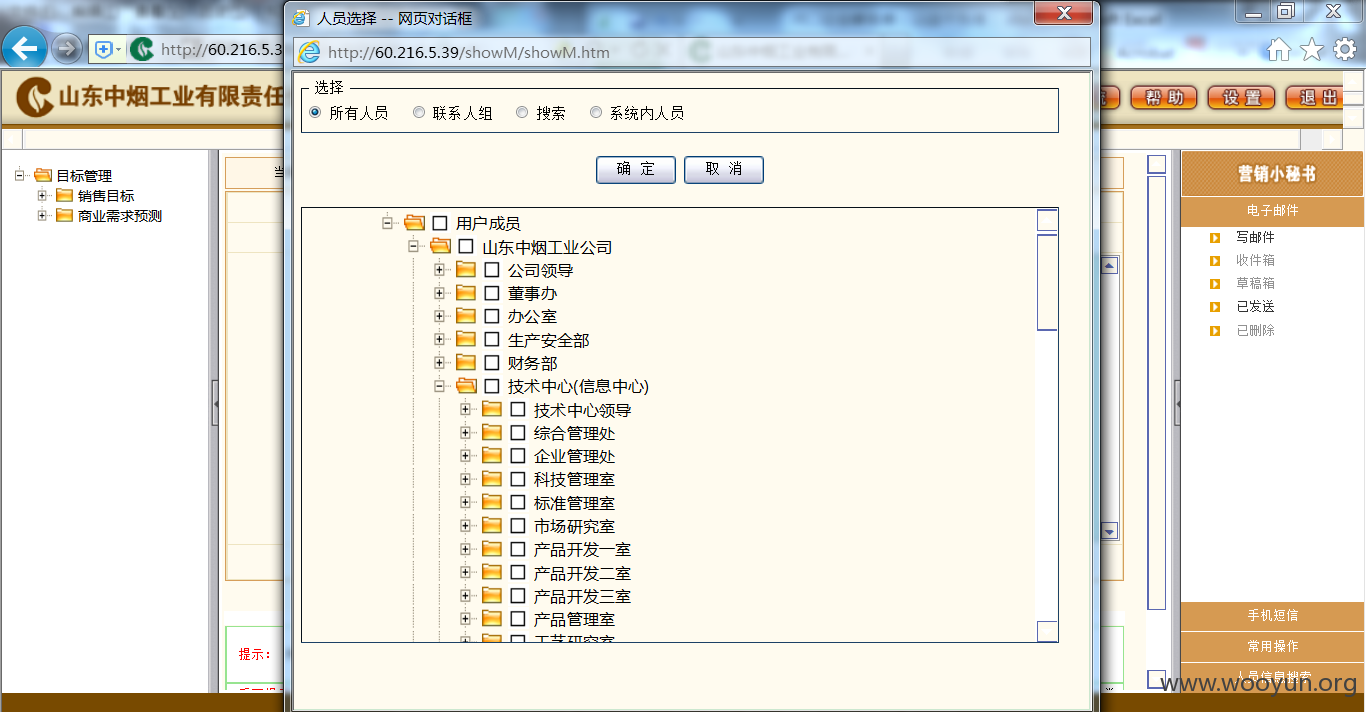 人员选择 -- 网页对话框
http://60.216.5.3
http://60.216.5.39/showM/showM.htm
山东中烟工业有限责任
帮 助
设 置
退 出
选择
所有人员
联系人组
搜索
系统内人员
确 定
取 消
目标管理
销售目标
商业需求预测
用户成员
山东中烟工业公司
公司领导
董事办
办公室
生产安全部
财务部
技术中心(信息中心)
技术中心领导
综合管理处
企业管理处
科技管理室
标准管理室
市场研究室
产品开发一室
产品开发二室
产品开发三室
产品管理室
工艺研究室
提示：
营销小秘书
电子邮件
写邮件
收件箱
草稿箱
已发送
已删除
手机短信
常用操作
人员信息搜索
www.wooyun.org